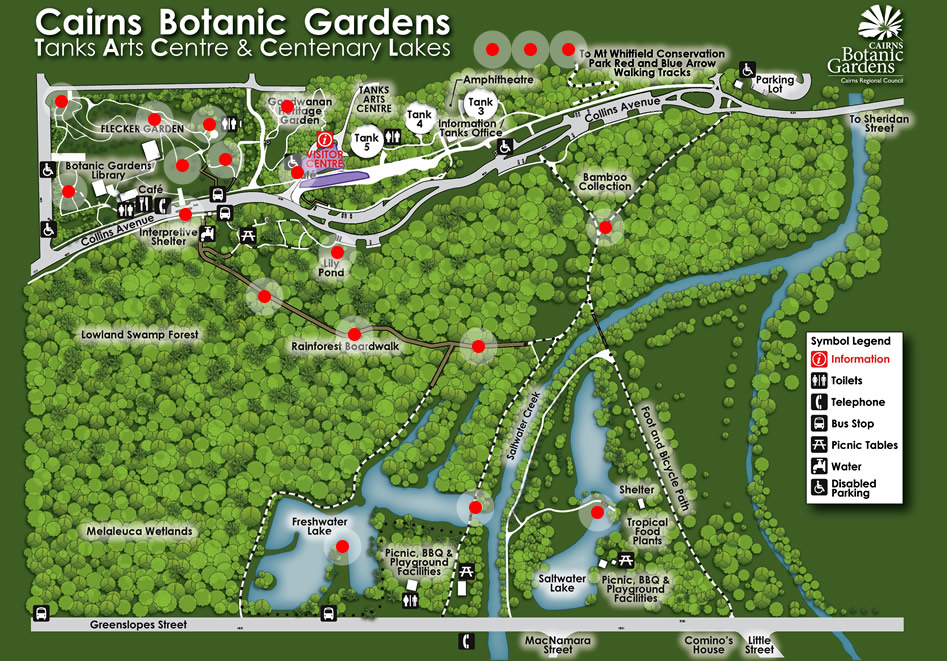 Cairns Botanic Gardens
Tanks Arts Centre & Centenary Lakes
CAIRNS
Botanic
Gardens
Cairns Regional Council
To Mt Whitfield Conservation
Park Red and Blue Arrow
Walking Tracks
Parking
Lot
Amphitheatre
TANKS
ARTS
CENTRE
Tank
3
Tank
4
Tank
5
Information /
Tanks Office
Collins Avenue
To Sheridan
Street
Gondwanan
Heritage
Garden
FLECKER GARDEN
VISITOR
CENTRE
Café
Botanic Gardens
Library
Café
Collins Avenue
Interpretive
Shelter
Bamboo
Collection
Lily
Pond
Lowland Swamp Forest
Rainforest Boardwalk
Saltwater Creek
Foot and Bicycle Path
Symbol Legend
Information
Toilets
Telephone
Bus Stop
Picnic Tables
Water
Disabled
Parking
Melaleuca Wetlands
Freshwater
Lake
Picnic, BBQ &
Playground
Facilities
Shelter
Tropical
Food
Plants
Saltwater
Lake
Picnic, BBQ &
Playground
Facilities
Greenslopes Street
MacNamara
Street
Comino's
House
Little
Street